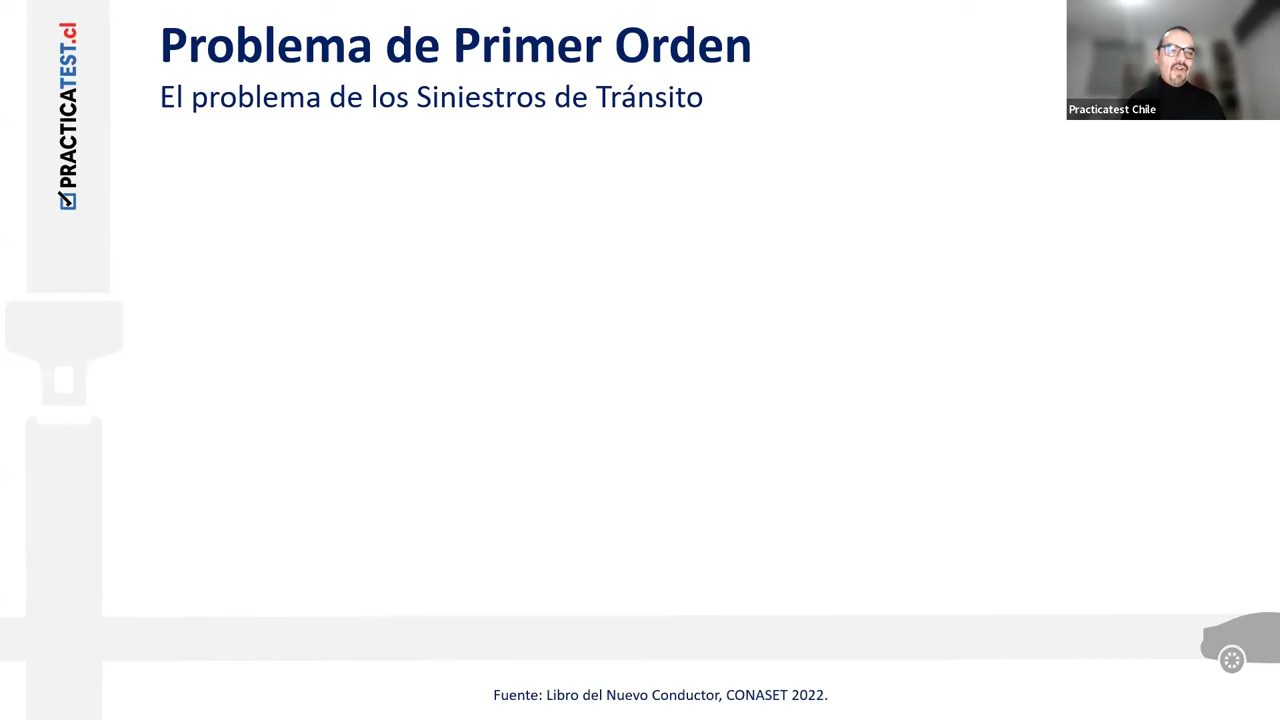 PRACTICATEST.cl
Problema de Primer Orden
El problema de los Siniestros de Tránsito
Practicatest Chile
Fuente: Libro del Nuevo Conductor, CONASET 2022.